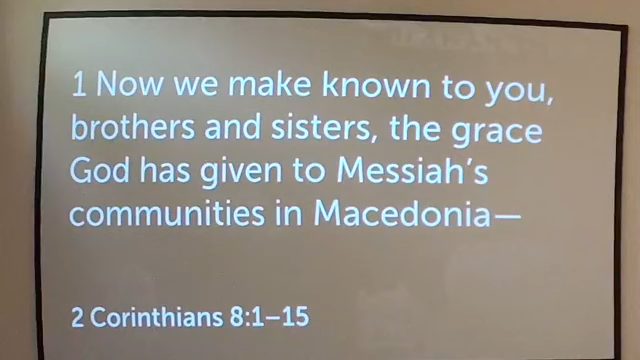 1 Now we make known to you,
brothers and sisters, the grace
God has given to Messiah's
communities in Macedonia—
2 Corinthians 8:1–15